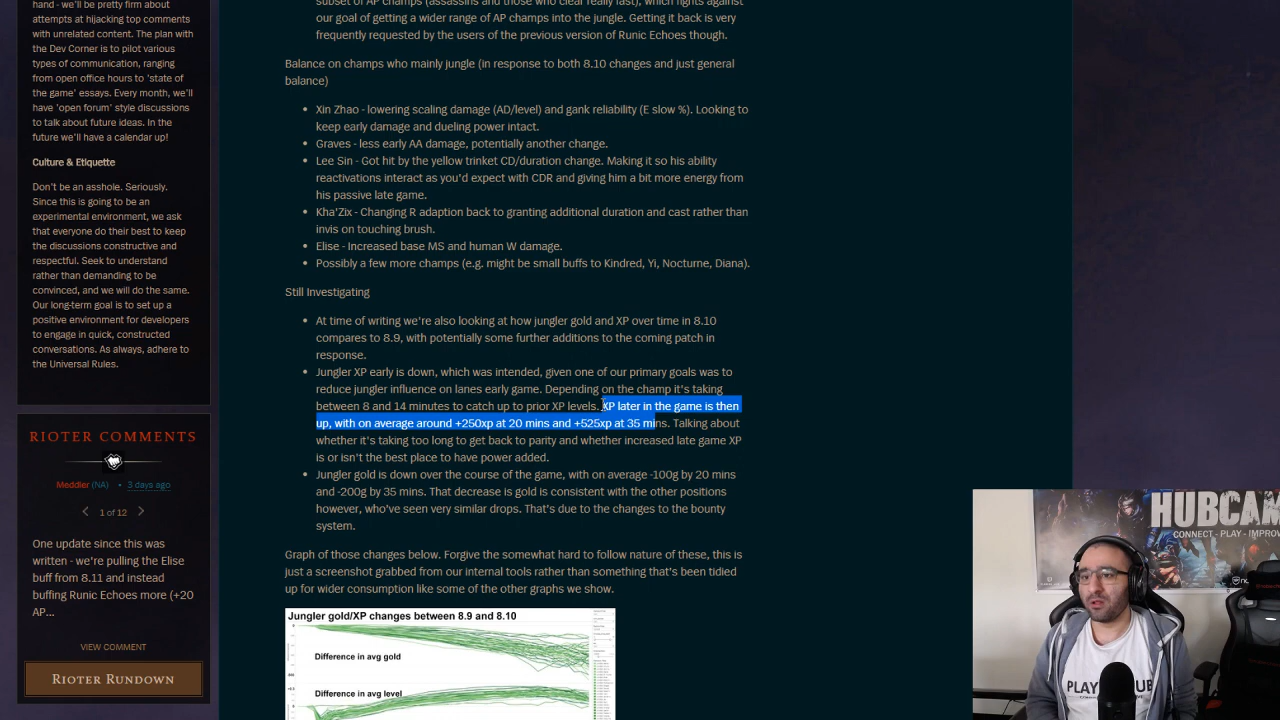 hand - we'll be pretty firm about
attempts at hijacking top comments
with unrelated content. The plan with
the Dev Corner is to pilot various
types of communication, ranging
from open office hours to 'state of
the game' essays. Every month, we'll
have 'open forum' style discussions
to talk about future ideas. In the
future we'll have a calendar up!
Culture & Etiquette
Don't be an asshole. Seriously.
Since this is going to be an
experimental environment, we ask
that everyone do their best to keep
the discussions constructive and
respectful. Seek to understand
rather than demanding to be
convinced, and we will do the same.
Our long-term goal is to set up a
positive environment for developers
to engage in quick, constructed
conversations. As always, adhere to
the Universal Rules.
RIOTER COMMENTS
Meddler (NA) • 3 days ago
1 of 12
One update since this was
written - we're pulling the Elise
buff from 8.11 and instead
buffing Runic Echoes more (+20
AP...
VIEW COMMENT
RIOTER RUNDOWN
subset of AP champs (assassins and those who clear really fast), which fights against
our goal of getting a wider range of AP champs into the jungle. Getting it back is very
frequently requested by the users of the previous version of Runic Echoes though.
Balance on champs who mainly jungle (in response to both 8.10 changes and just general
balance)
• Xin Zhao - lowering scaling damage (AD/level) and gank reliability (E slow %). Looking to
keep early damage and dueling power intact.
• Graves - less early AA damage, potentially another change.
• Lee Sin - Got hit by the yellow trinket CD/duration change. Making it so his ability
reactivations interact as you'd expect with CDR and giving him a bit more energy from
his passive late game.
• Kha'Zix - Changing R adaption back to granting additional duration and cast rather than
invis on touching brush.
• Elise - Increased base MS and human W damage.
• Possibly a few more champs (e.g. might be small buffs to Kindred, Yi, Nocturne, Diana).
Still Investigating
• At time of writing we're also looking at how jungler gold and XP over time in 8.10
compares to 8.9, with potentially some further additions to the coming patch in
response.
• Jungler XP early is down, which was intended, given one of our primary goals was to
reduce jungler influence on lanes early game. Depending on the champ it's taking
between 8 and 14 minutes to catch up to prior XP levels. XP later in the game is then
up, with on average around +250xp at 20 mins and +525xp at 35 mins. Talking about
whether it's taking too long to get back to parity and whether increased late game XP
is or isn't the best place to have power added.
• Jungler gold is down over the course of the game, with on average -100g by 20 mins
and -200g by 35 mins. That decrease is gold is consistent with the other positions
however, who've seen very similar drops. That's due to the changes to the bounty
system.
Graph of those changes below. Forgive the somewhat hard to follow nature of these, this is
just a screenshot grabbed from our internal tools rather than something that's been tidied
up for wider consumption like some of the other graphs we show.
Jungler gold/XP changes between 8.9 and 8.10
Difference in avg gold
Difference in avg level
HUBCAM
CONNECT - PLAY - IMPRO